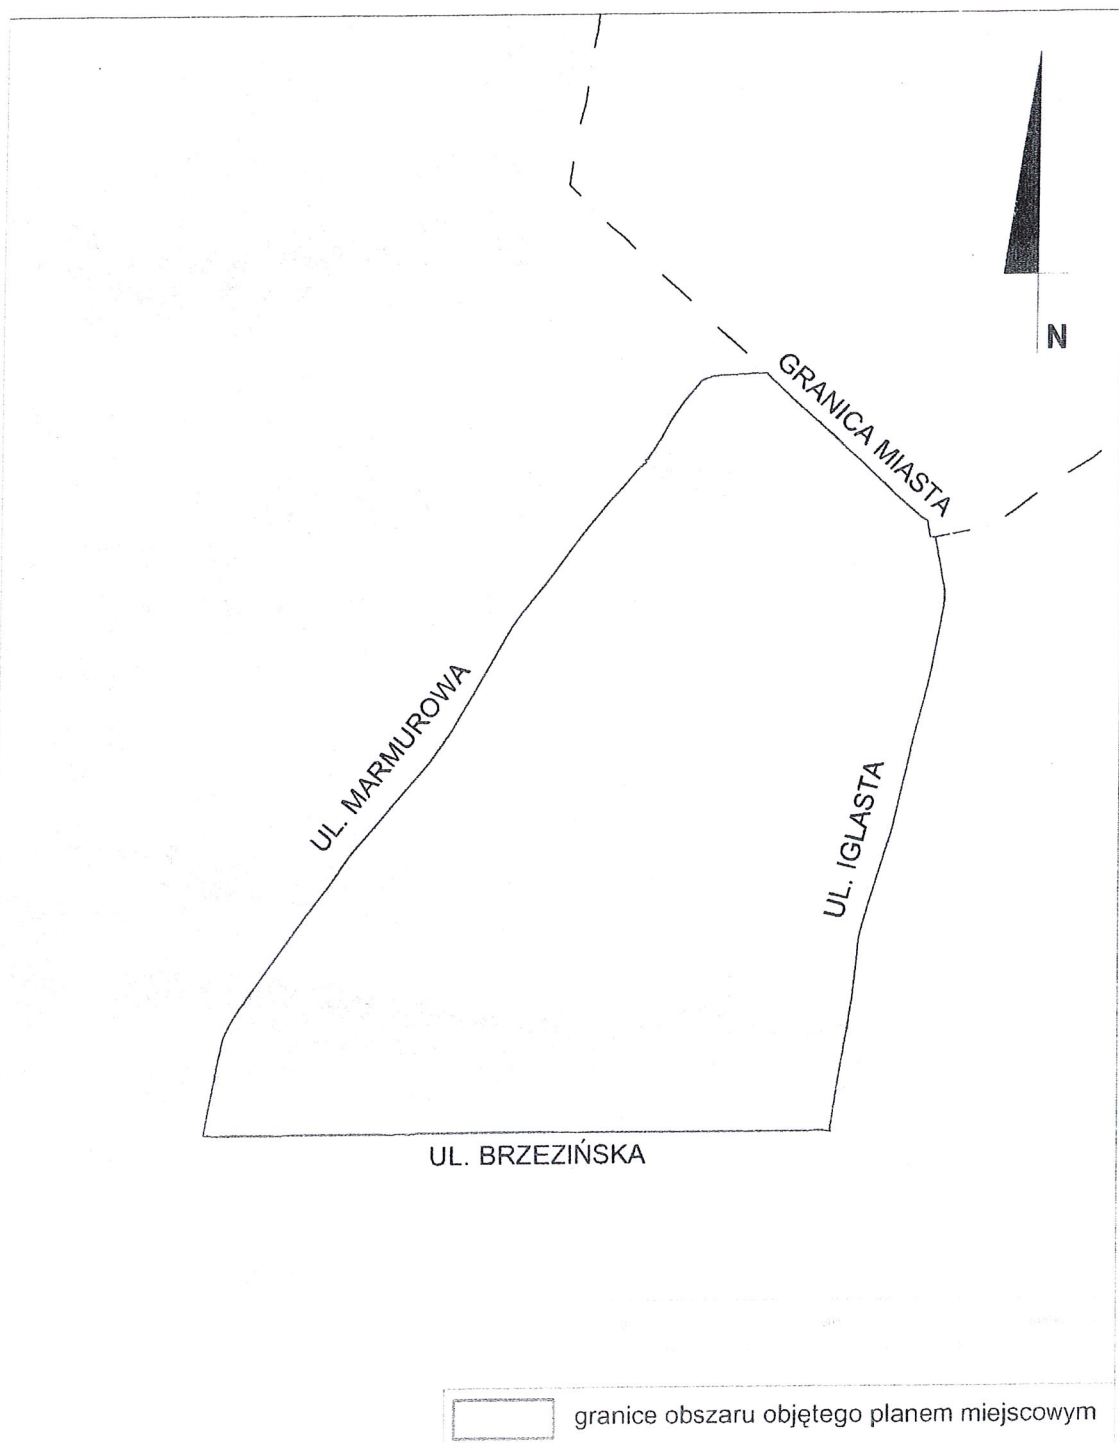 N
GRANICA MIASTA
UL. MARMUROWA
UL. IGLASTA
UL. BRZEZIŃSKA
granice obszaru objętego planem miejscowym